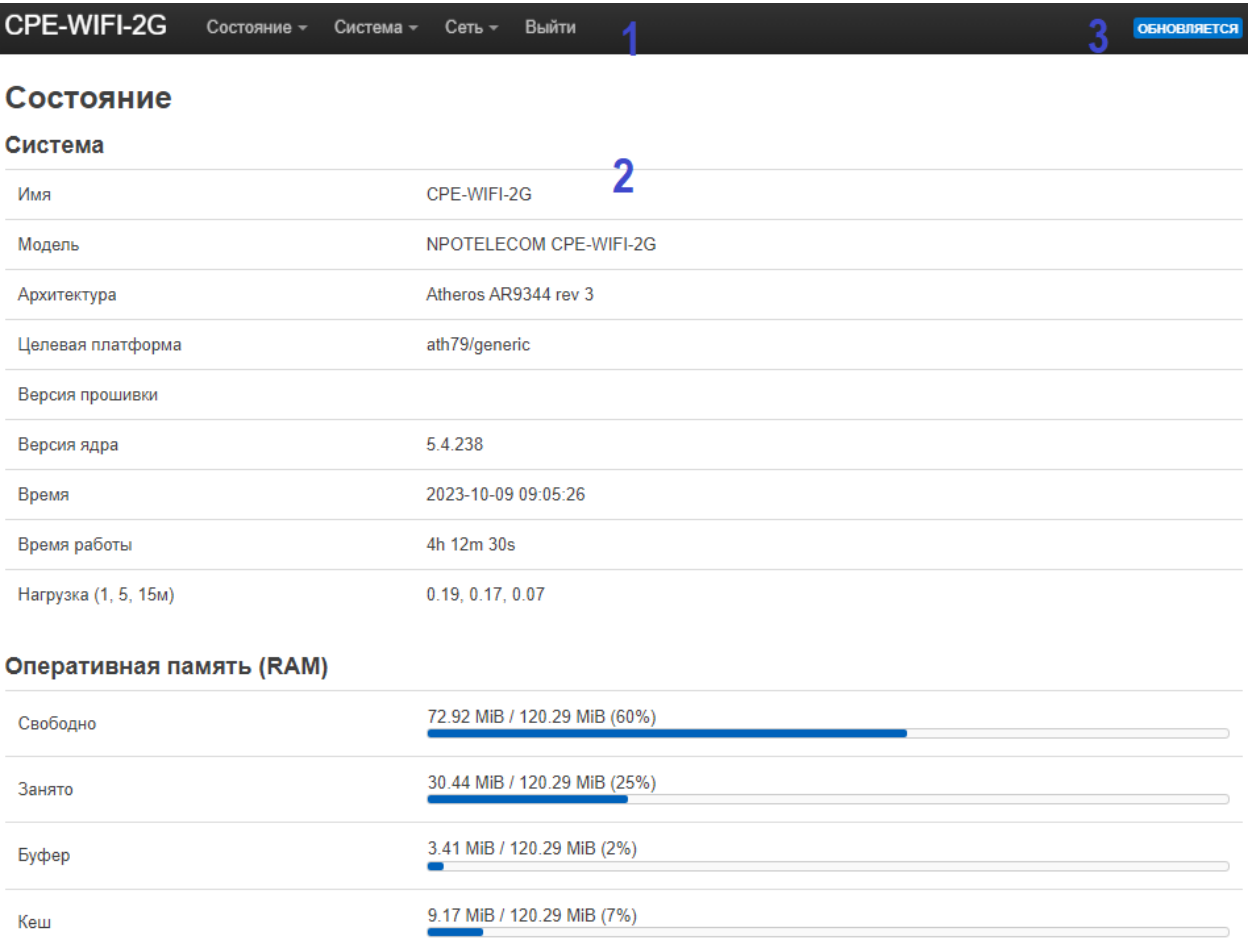 CPE-WIFI-2G Состояние Система Сеть Выйти 1 3 ОБНОВЛЯЕТСЯ
Состояние
Система
2
Имя CPE-WIFI-2G
Модель NPOTELECOM CPE-WIFI-2G
Архитектура Atheros AR9344 rev 3
Целевая платформа ath79/generic
Версия прошивки
Версия ядра 5.4.238
Время 2023-10-09 09:05:26
Время работы 4h 12m 30s
Нагрузка (1, 5, 15м) 0.19, 0.17, 0.07
Оперативная память (RAM)
Свободно 72.92 MiB / 120.29 MiB (60%)
Занято 30.44 MiB / 120.29 MiB (25%)
Буфер 3.41 MiB / 120.29 MiB (2%)
Кеш 9.17 MiB / 120.29 MiB (7%)